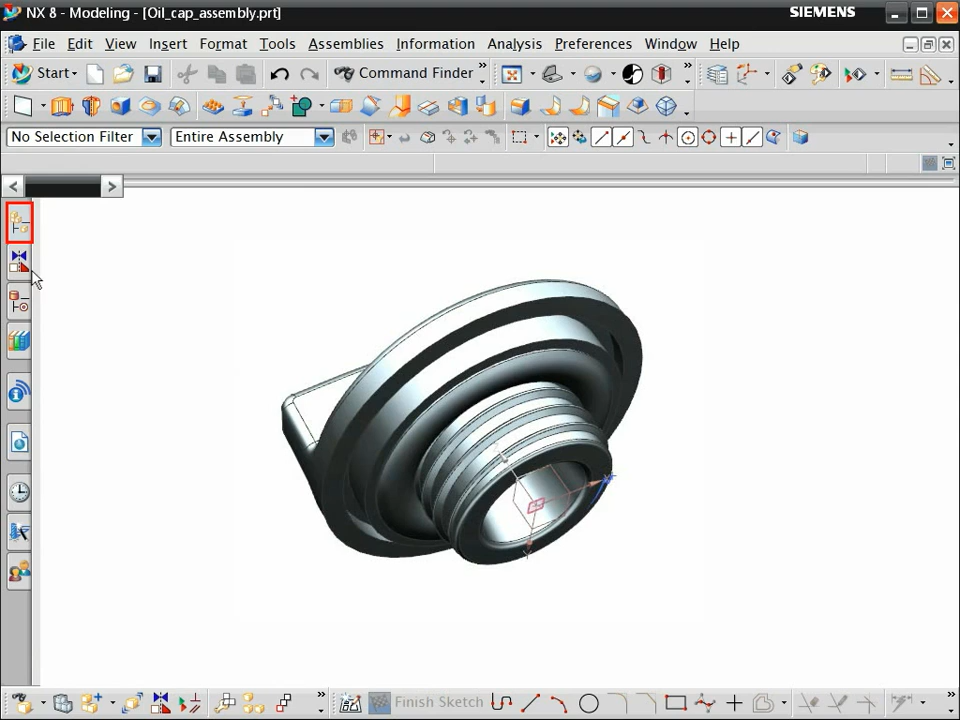 NX 8 - Modeling - [Oil_cap_assembly.prt]
SIEMENS
File Edit View Insert Format Tools Assemblies Information Analysis Preferences Window Help
Start Command Finder
No Selection Filter Entire Assembly
Finish Sketch